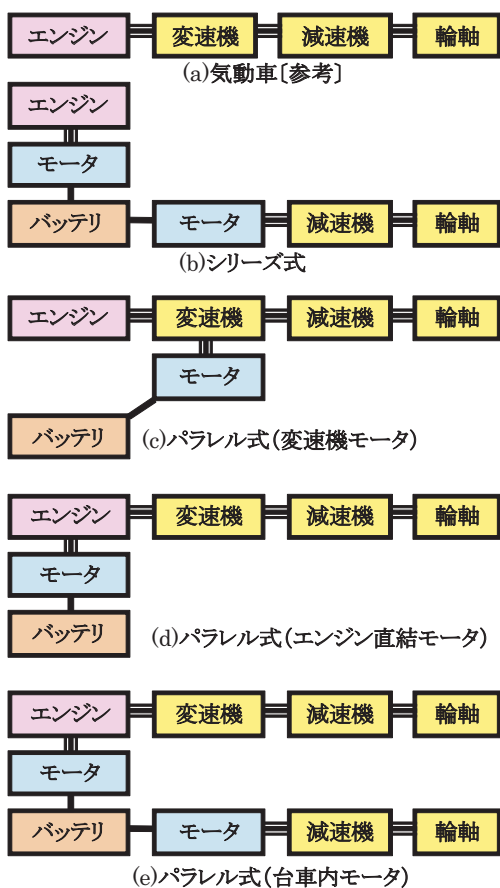 エンジン 変速機 減速機 輪軸
(a)気動車〔参考〕
エンジン
モータ
バッテリ モータ 減速機 輪軸
(b)シリーズ式
エンジン 変速機 減速機 輪軸
モータ
バッテリ
(c)パラレル式(変速機モータ)
エンジン 変速機 減速機 輪軸
モータ
バッテリ
(d)パラレル式(エンジン直結モータ)
エンジン 変速機 減速機 輪軸
モータ
バッテリ モータ 減速機 輪軸
(e)パラレル式(台車内モータ)